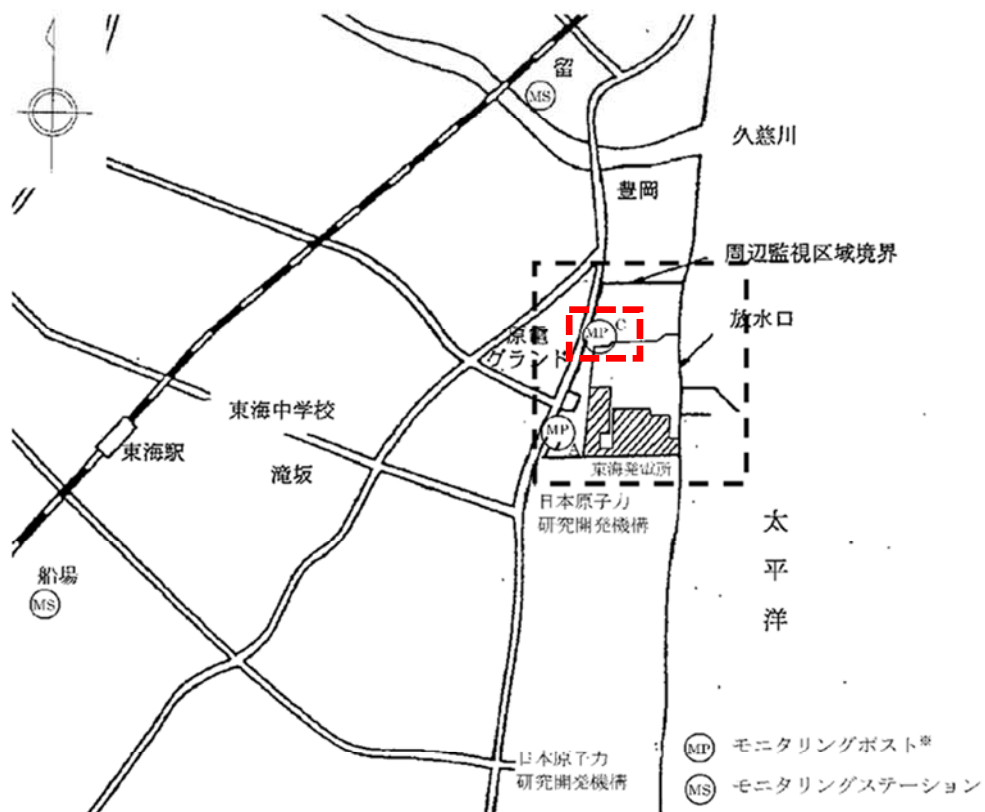 留
MS
久慈川
豊岡
周辺監視区域境界
MP
C
放水口
原電
グランド
東海中学校
MP
A
東海駅
滝坂
東海発電所
日本原子力
研究開発機構
太平洋
船場
MS
日本原子力
研究開発機構
MP モニタリングポスト※
MS モニタリングステーション